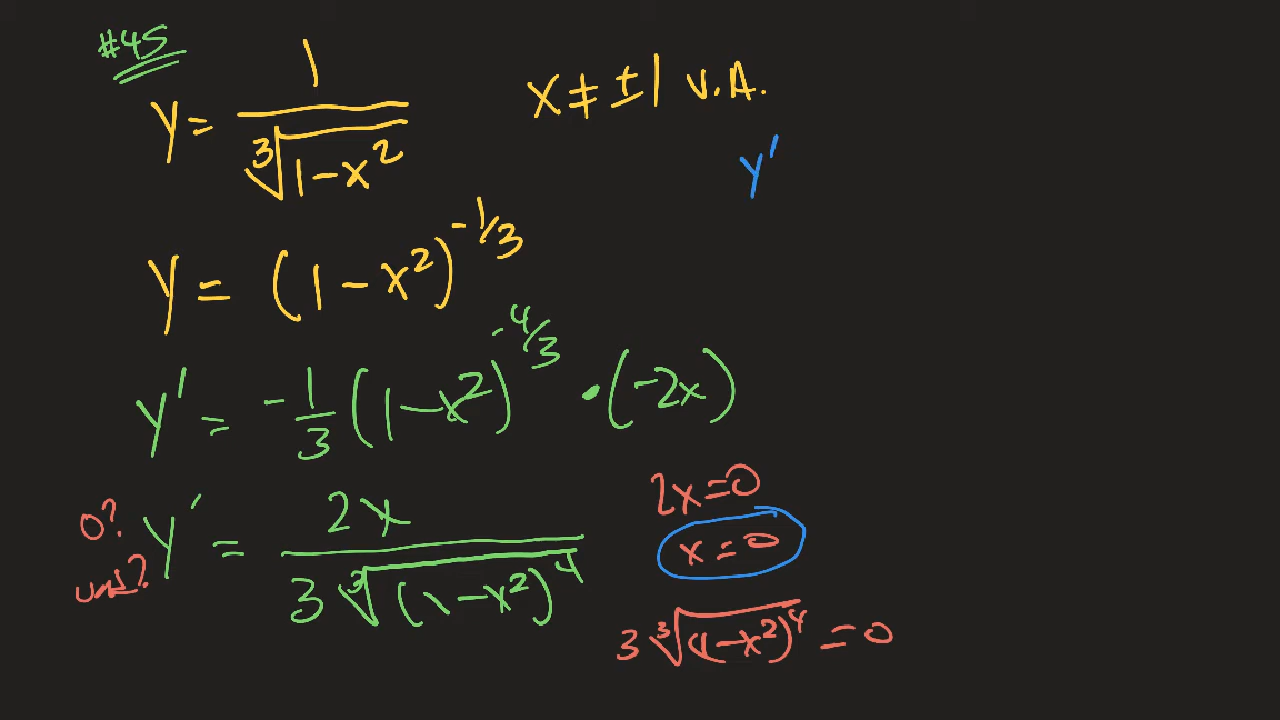 #45
y = 1/∛(1-x²)
x ≠ ±1 V.A.
y'
y = (1-x²)^(-1/3)
y' = -1/3 (1-x²)^(-4/3) · (-2x)
0?
und?
y' = 2x/(3∛((1-x²)⁴))
2x=0
x=0
3∛((1-x²)⁴) = 0